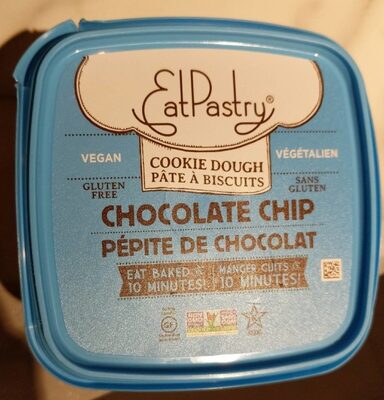 EatPastry®
VEGAN
COOKIE DOUGH
PÂTE À BISCUITS
VÉGÉTALIEN
GLUTEN
FREE
SANS
GLUTEN
CHOCOLATE CHIP
PÉPITE DE CHOCOLAT
EAT BAKED
10 MINUTES!
MANGER CUITS
10 MINUTES!
GF